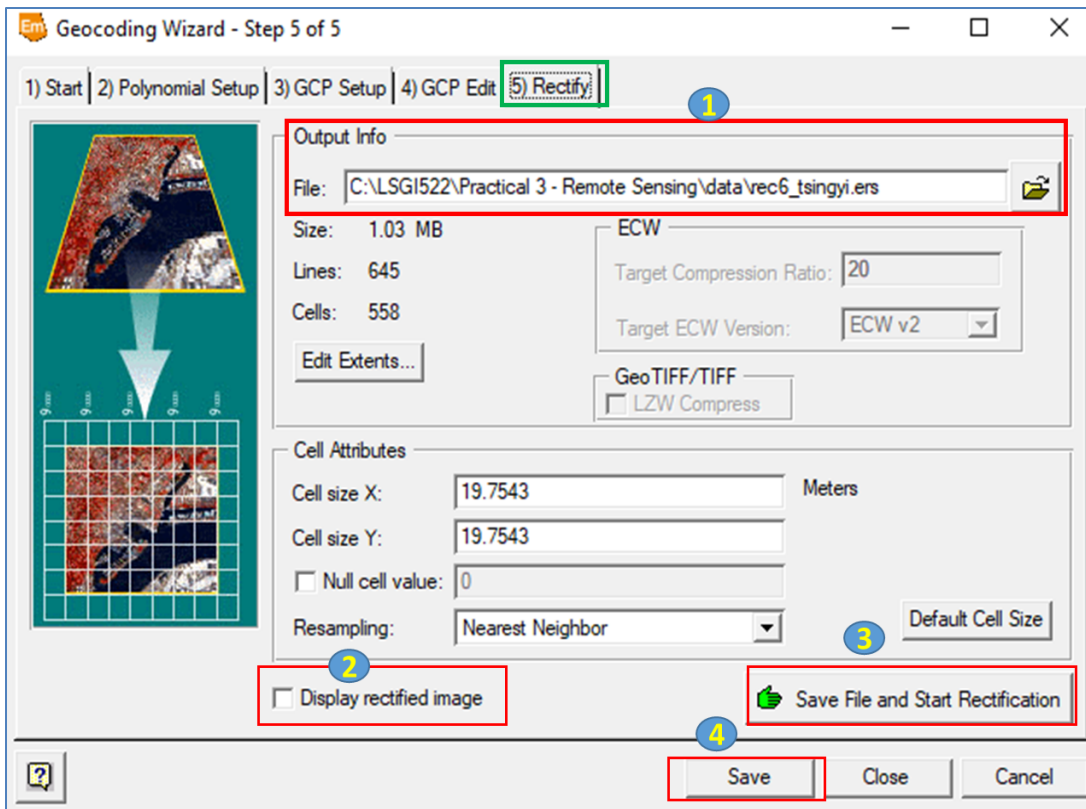 Em Geocoding Wizard - Step 5 of 5
1) Start 2) Polynomial Setup 3) GCP Setup 4) GCP Edit 5) Rectify
1
Output Info
File: C:\LSGI522\Practical 3 - Remote Sensing\data\rec6_tsingyi.ers
Size: 1.03 MB
Lines: 645
Cells: 558
Edit Extents...
ECW
Target Compression Ratio: 20
Target ECW Version: ECW v2
GeoTIFF/TIFF
LZW Compress
Cell Attributes
Cell size X: 19.7543 Meters
Cell size Y: 19.7543
Null cell value: 0
Resampling: Nearest Neighbor
Default Cell Size
2
Display rectified image
3
Save File and Start Rectification
4
? Save Close Cancel